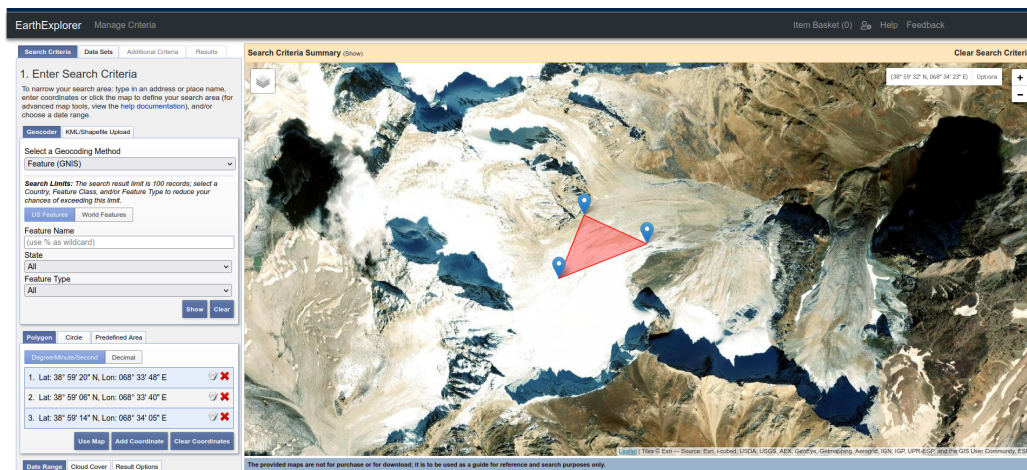 EarthExplorer Manage Criteria Item Basket (0) Help Feedback
Search Criteria Data Sets Additional Criteria Results
1. Enter Search Criteria
To narrow your search area: type in an address or place name,
enter coordinates or click the map to define your search area (for
advanced map tools, view the help documentation), and/or
choose a date range.
Geocoder KML/Shapefile Upload
Select a Geocoding Method
Feature (GNIS)
Search Limits: The search result limit is 100 records; select a
Country, Feature Class, and/or Feature Type to reduce your
chances of exceeding this limit.
US Features World Features
Feature Name
(use % as wildcard)
State
All
Feature Type
All
Show Clear
Polygon Circle Predefined Area
Degree/Minute/Second Decimal
1. Lat: 38° 59' 20" N, Lon: 068° 33' 48" E
2. Lat: 38° 59' 06" N, Lon: 068° 33' 40" E
3. Lat: 38° 59' 14" N, Lon: 068° 34' 05" E
Use Map Add Coordinate Clear Coordinates
Date Range Cloud Cover Result Options
Search Criteria Summary (Show) Clear Search Criteri
(38° 59' 32" N, 068° 34' 23" E) Options +
−
Leaflet | Tiles © Esri — Source: Esri, i-cubed, USDA, USGS, AEX, GeoEye, Getmapping, Aerogrid, IGN, IGP, UPR-EGP, and the GIS User Community, ES
The provided maps are not for purchase or for download; it is to be used as a guide for reference and search purposes only.